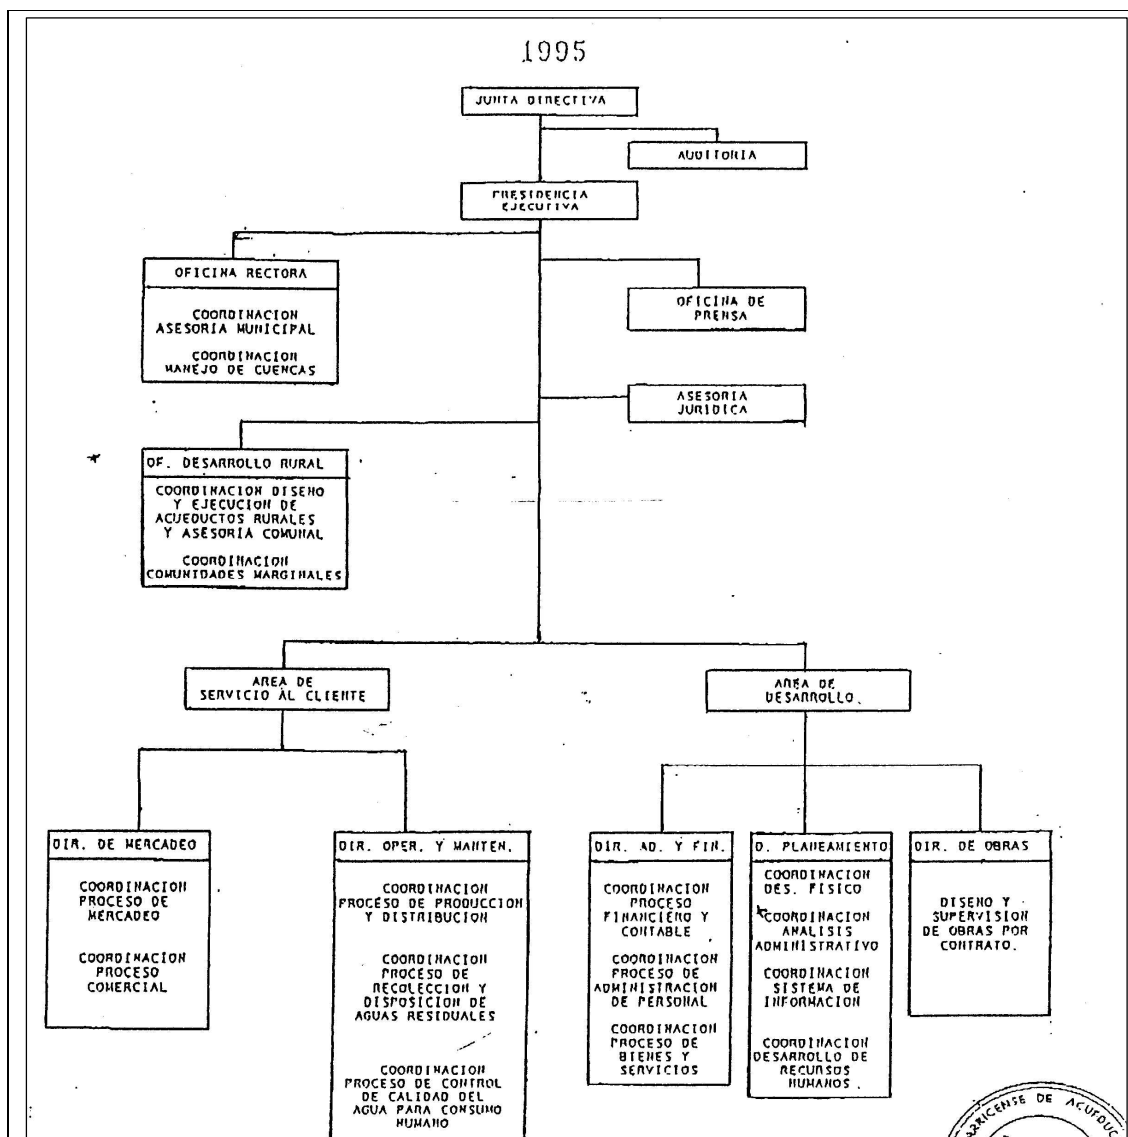 1995
JUNTA DIRECTIVA
AUDITORIA
PRESIDENCIA
EJECUTIVA
OFICINA RECTORA
COORDINACION
ASESORIA MUNICIPAL
COORDINACION
MANEJO DE CUENCAS
OFICINA DE
PRENSA
ASESORIA
JURIDICA
OF. DESARROLLO RURAL
COORDINACION DISENO
Y EJECUCION DE
ACUEDUCTOS RURALES
Y ASESORIA COMUNAL
COORDINACION
COMUNIDADES MARGINALES
AREA DE
SERVICIO AL CLIENTE
AREA DE
DESARROLLO.
DIR. DE MERCADEO
COORDINACION
PROCESO DE
MERCADEO
COORDINACION
PROCESO
COMERCIAL
DIR. OPER. Y MANTEN.
COORDINACION
PROCESO DE PRODUCCION
Y DISTRIBUCION
COORDINACION
PROCESO DE
RECOLECCION Y
DISPOSICION DE
AGUAS RESIDUALES
COORDINACION
PROCESO DE CONTROL
DE CALIDAD DEL
AGUA PARA CONSUMO
HUMANO
DIR. AD. Y FIN.
COORDINACION
PROCESO
FINANCIERO Y
CONTABLE
COORDINACION
PROCESO DE
ADMINISTRACION
DE PERSONAL
COORDINACION
PROCESO DE
BIENES Y
SERVICIOS
D. PLANEAMIENTO
COORDINACION
DES. FISICO
COORDINACION
ANALISIS
ADMINISTRATIVO
COORDINACION
SISTEMA DE
INFORMACION
COORDINACION
DESARROLLO DE
RECURSOS
HUMANOS.
DIR. DE OBRAS
DISENO Y
SUPERVISION
DE OBRAS POR
CONTRATO.
RRICENSE DE ACUEDUC